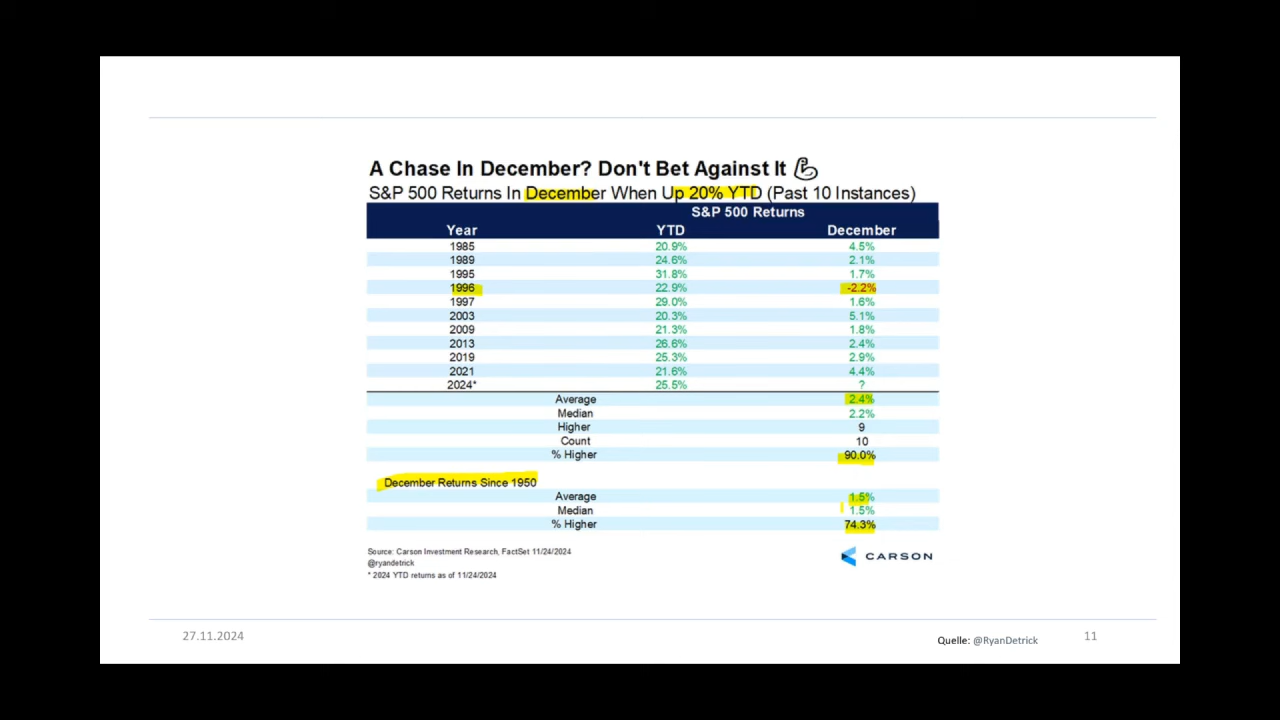 A Chase In December? Don't Bet Against It 💪
S&P 500 Returns In December When Up 20% YTD (Past 10 Instances)
S&P 500 Returns
Year YTD December
1985 20.9% 4.5%
1989 24.6% 2.1%
1995 31.8% 1.7%
1996 22.9% -2.2%
1997 29.0% 1.6%
2003 20.3% 5.1%
2009 21.3% 1.8%
2013 26.6% 2.4%
2019 25.3% 2.9%
2021 21.6% 4.4%
2024* 25.5% ?
Average 2.4%
Median 2.2%
Higher 9
Count 10
% Higher 90.0%
December Returns Since 1950
Average 1.5%
Median 1.5%
% Higher 74.3%
Source: Carson Investment Research, FactSet 11/24/2024
@ryandetrick
* 2024 YTD returns as of 11/24/2024
CARSON
27.11.2024
Quelle: @RyanDetrick
11